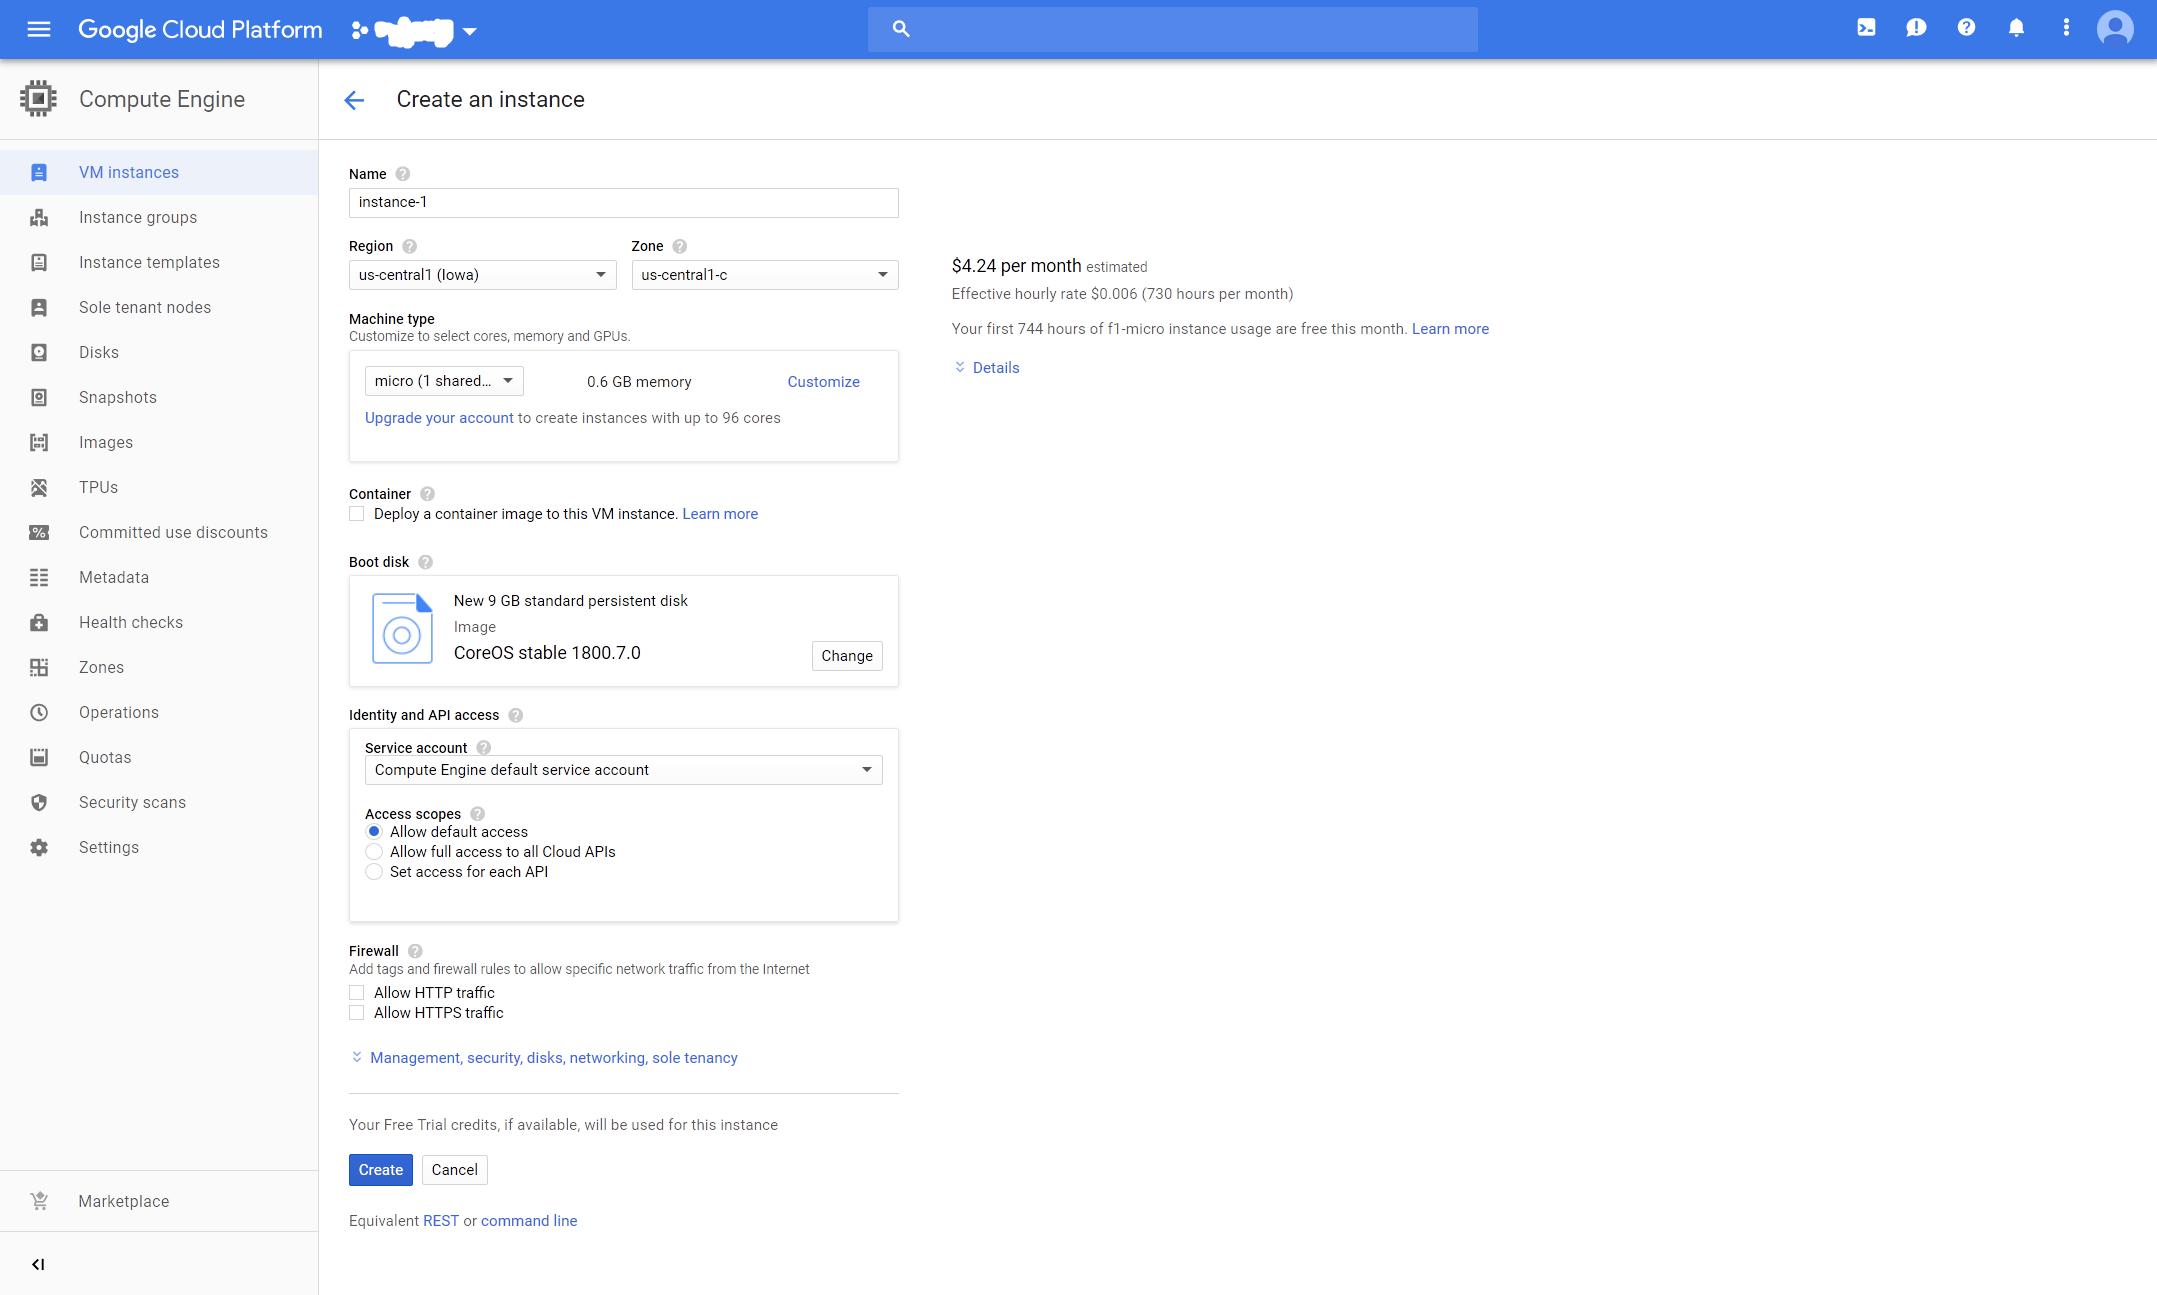 Google Cloud Platform
Compute Engine
Create an instance
VM instances
Instance groups
Instance templates
Sole tenant nodes
Disks
Snapshots
Images
TPUs
Committed use discounts
Metadata
Health checks
Zones
Operations
Quotas
Security scans
Settings
Marketplace
Name
instance-1
Region Zone
us-central1 (Iowa) us-central1-c
Machine type
Customize to select cores, memory and GPUs.
micro (1 shared... 0.6 GB memory Customize
Upgrade your account to create instances with up to 96 cores
Container
Deploy a container image to this VM instance. Learn more
Boot disk
New 9 GB standard persistent disk
Image
CoreOS stable 1800.7.0
Change
Identity and API access
Service account
Compute Engine default service account
Access scopes
Allow default access
Allow full access to all Cloud APIs
Set access for each API
Firewall
Add tags and firewall rules to allow specific network traffic from the Internet
Allow HTTP traffic
Allow HTTPS traffic
Management, security, disks, networking, sole tenancy
Your Free Trial credits, if available, will be used for this instance
Create Cancel
Equivalent REST or command line
$4.24 per month estimated
Effective hourly rate $0.006 (730 hours per month)
Your first 744 hours of f1-micro instance usage are free this month. Learn more
Details